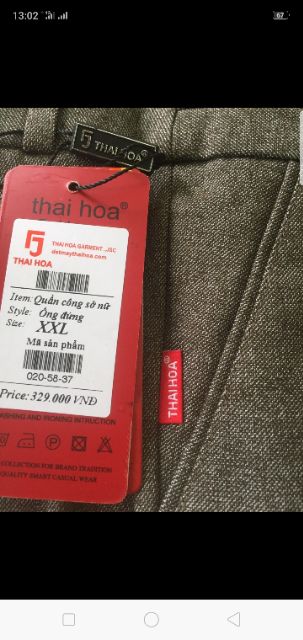 13:02
67
THAI HOA®
thai hoa®
THAI HOA GARMENT .,JSC
detmaythaihoa.com
THAI HOA
Item: Quần công sở nữ
Style: Ống đứng
Size: XXL
Mã sản phẩm
020-58-37
Price: 329.000 VNĐ
ASHING AND IRONING INTRUCTION
COLLECTION FOR BRAND TRADITION
QUALITY SMART CASUAL WEAR
THAI HOA®